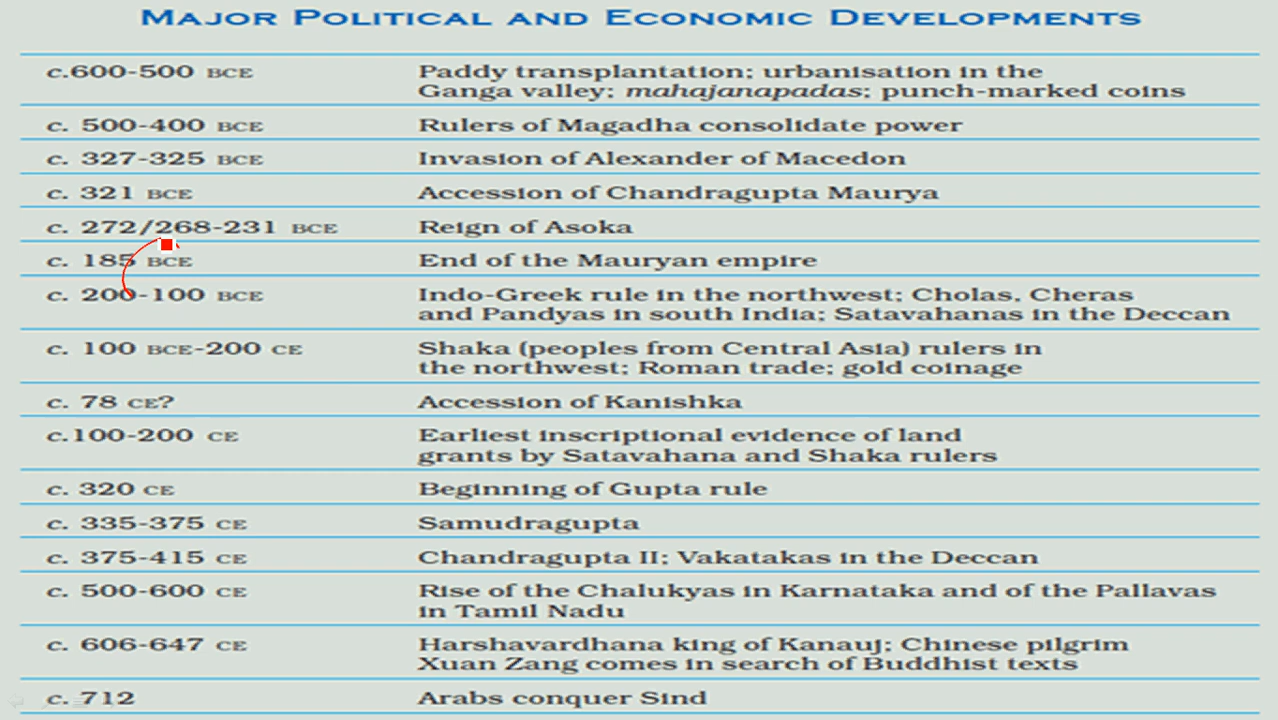 MAJOR POLITICAL AND ECONOMIC DEVELOPMENTS
c.600-500 BCE Paddy transplantation; urbanisation in the
Ganga valley; mahajanapadas; punch-marked coins
c. 500-400 BCE Rulers of Magadha consolidate power
c. 327-325 BCE Invasion of Alexander of Macedon
c. 321 BCE Accession of Chandragupta Maurya
c. 272/268-231 BCE Reign of Asoka
c. 185 BCE End of the Mauryan empire
c. 200-100 BCE Indo-Greek rule in the northwest; Cholas, Cheras
and Pandyas in south India; Satavahanas in the Deccan
c. 100 BCE-200 CE Shaka (peoples from Central Asia) rulers in
the northwest; Roman trade; gold coinage
c. 78 CE? Accession of Kanishka
c.100-200 CE Earliest inscriptional evidence of land
grants by Satavahana and Shaka rulers
c. 320 CE Beginning of Gupta rule
c. 335-375 CE Samudragupta
c. 375-415 CE Chandragupta II; Vakatakas in the Deccan
c. 500-600 CE Rise of the Chalukyas in Karnataka and of the Pallavas
in Tamil Nadu
c. 606-647 CE Harshavardhana king of Kanauj; Chinese pilgrim
Xuan Zang comes in search of Buddhist texts
c. 712 Arabs conquer Sind